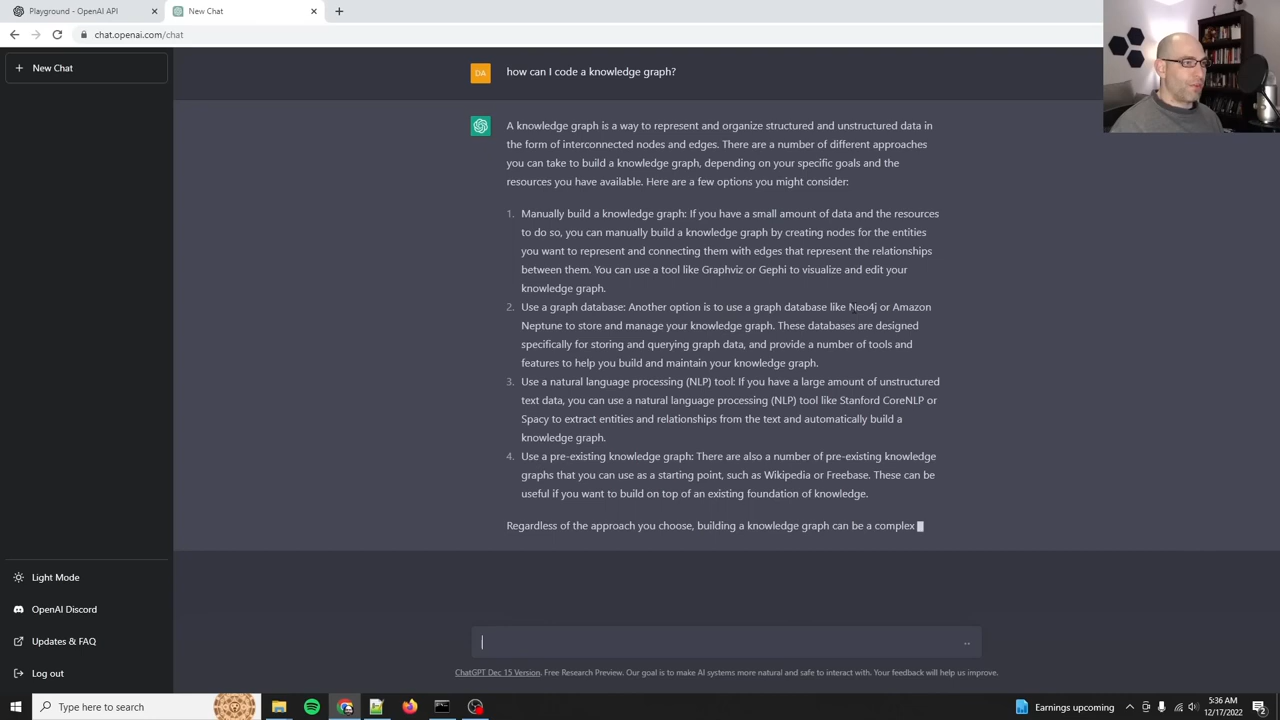 Playground - OpenAI API
New Chat
chat.openai.com/chat
New Chat
DA
how can I code a knowledge graph?
A knowledge graph is a way to represent and organize structured and unstructured data in
the form of interconnected nodes and edges. There are a number of different approaches
you can take to build a knowledge graph, depending on your specific goals and the
resources you have available. Here are a few options you might consider:
1. Manually build a knowledge graph: If you have a small amount of data and the resources
to do so, you can manually build a knowledge graph by creating nodes for the entities
you want to represent and connecting them with edges that represent the relationships
between them. You can use a tool like Graphviz or Gephi to visualize and edit your
knowledge graph.
2. Use a graph database: Another option is to use a graph database like Neo4j or Amazon
Neptune to store and manage your knowledge graph. These databases are designed
specifically for storing and querying graph data, and provide a number of tools and
features to help you build and maintain your knowledge graph.
3. Use a natural language processing (NLP) tool: If you have a large amount of unstructured
text data, you can use a natural language processing (NLP) tool like Stanford CoreNLP or
Spacy to extract entities and relationships from the text and automatically build a
knowledge graph.
4. Use a pre-existing knowledge graph: There are also a number of pre-existing knowledge
graphs that you can use as a starting point, such as Wikipedia or Freebase. These can be
useful if you want to build on top of an existing foundation of knowledge.
Regardless of the approach you choose, building a knowledge graph can be a complex
Light Mode
OpenAI Discord
Updates & FAQ
Log out
ChatGPT Dec 15 Version. Free Research Preview. Our goal is to make AI systems more natural and safe to interact with. Your feedback will help us improve.
Type here to search
Earnings upcoming
5:36 AM
12/17/2022
2